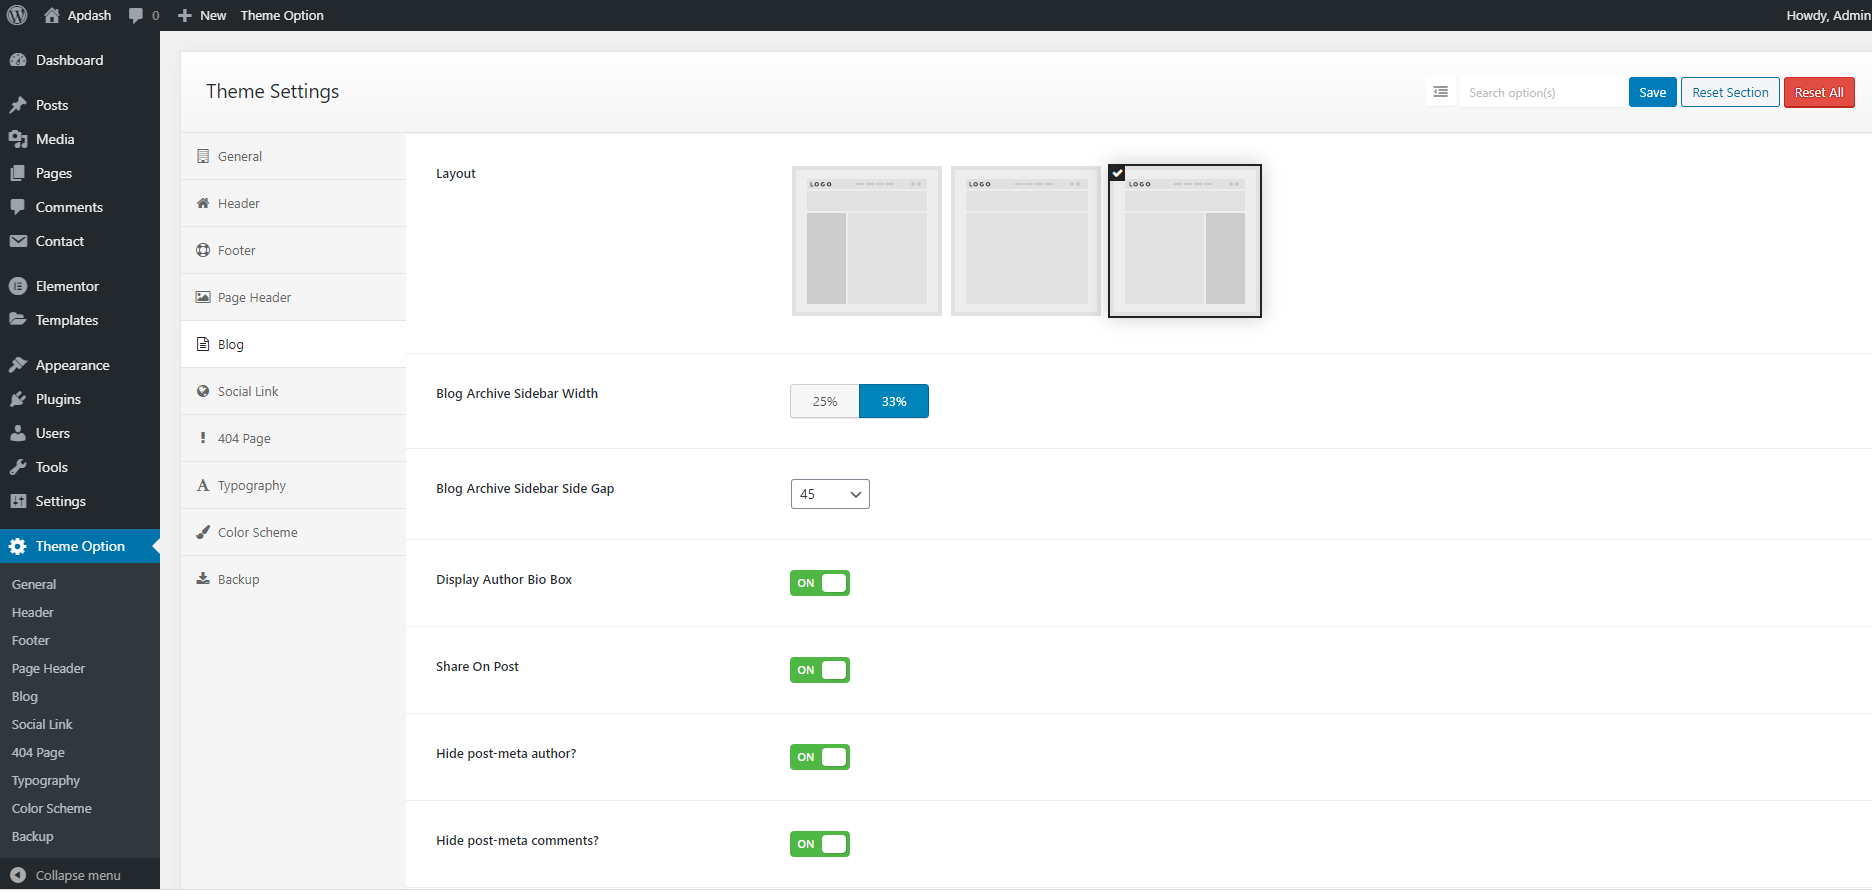 Apdash 0 New Theme Option Howdy, Admin
Dashboard
Posts
Media
Pages
Comments
Contact
Elementor
Templates
Appearance
Plugins
Users
Tools
Settings
Theme Option
General
Header
Footer
Page Header
Blog
Social Link
404 Page
Typography
Color Scheme
Backup
Collapse menu
Theme Settings
Search option(s) Save Reset Section Reset All
General
Header
Footer
Page Header
Blog
Social Link
404 Page
Typography
Color Scheme
Backup
Layout
LOGO LOGO LOGO
Blog Archive Sidebar Width
25% 33%
Blog Archive Sidebar Side Gap
45
Display Author Bio Box
ON
Share On Post
ON
Hide post-meta author?
ON
Hide post-meta comments?
ON